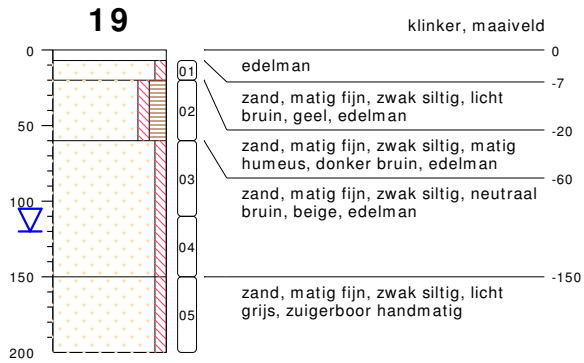 19
klinker, maaiveld
0
0
edelman
-7
01
zand, matig fijn, zwak siltig, licht
bruin, geel, edelman
-20
02
50
zand, matig fijn, zwak siltig, matig
humeus, donker bruin, edelman
-60
03
zand, matig fijn, zwak siltig, neutraal
bruin, beige, edelman
100
04
150
-150
zand, matig fijn, zwak siltig, licht
grijs, zuigerboor handmatig
05
200